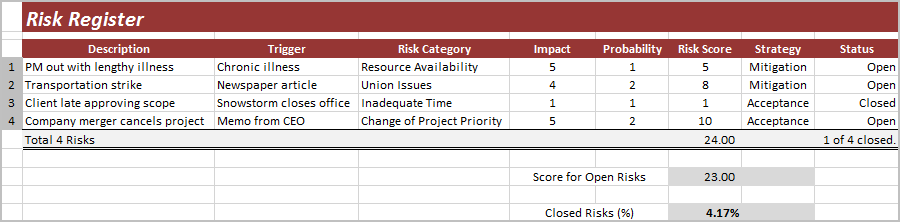 Risk Register
Description Trigger Risk Category Impact Probability Risk Score Strategy Status
1 PM out with lengthy illness Chronic illness Resource Availability 5 1 5 Mitigation Open
2 Transportation strike Newspaper article Union Issues 4 2 8 Mitigation Open
3 Client late approving scope Snowstorm closes office Inadequate Time 1 1 1 Acceptance Closed
4 Company merger cancels project Memo from CEO Change of Project Priority 5 2 10 Acceptance Open
Total 4 Risks 24.00 1 of 4 closed.
Score for Open Risks 23.00
Closed Risks (%) 4.17%